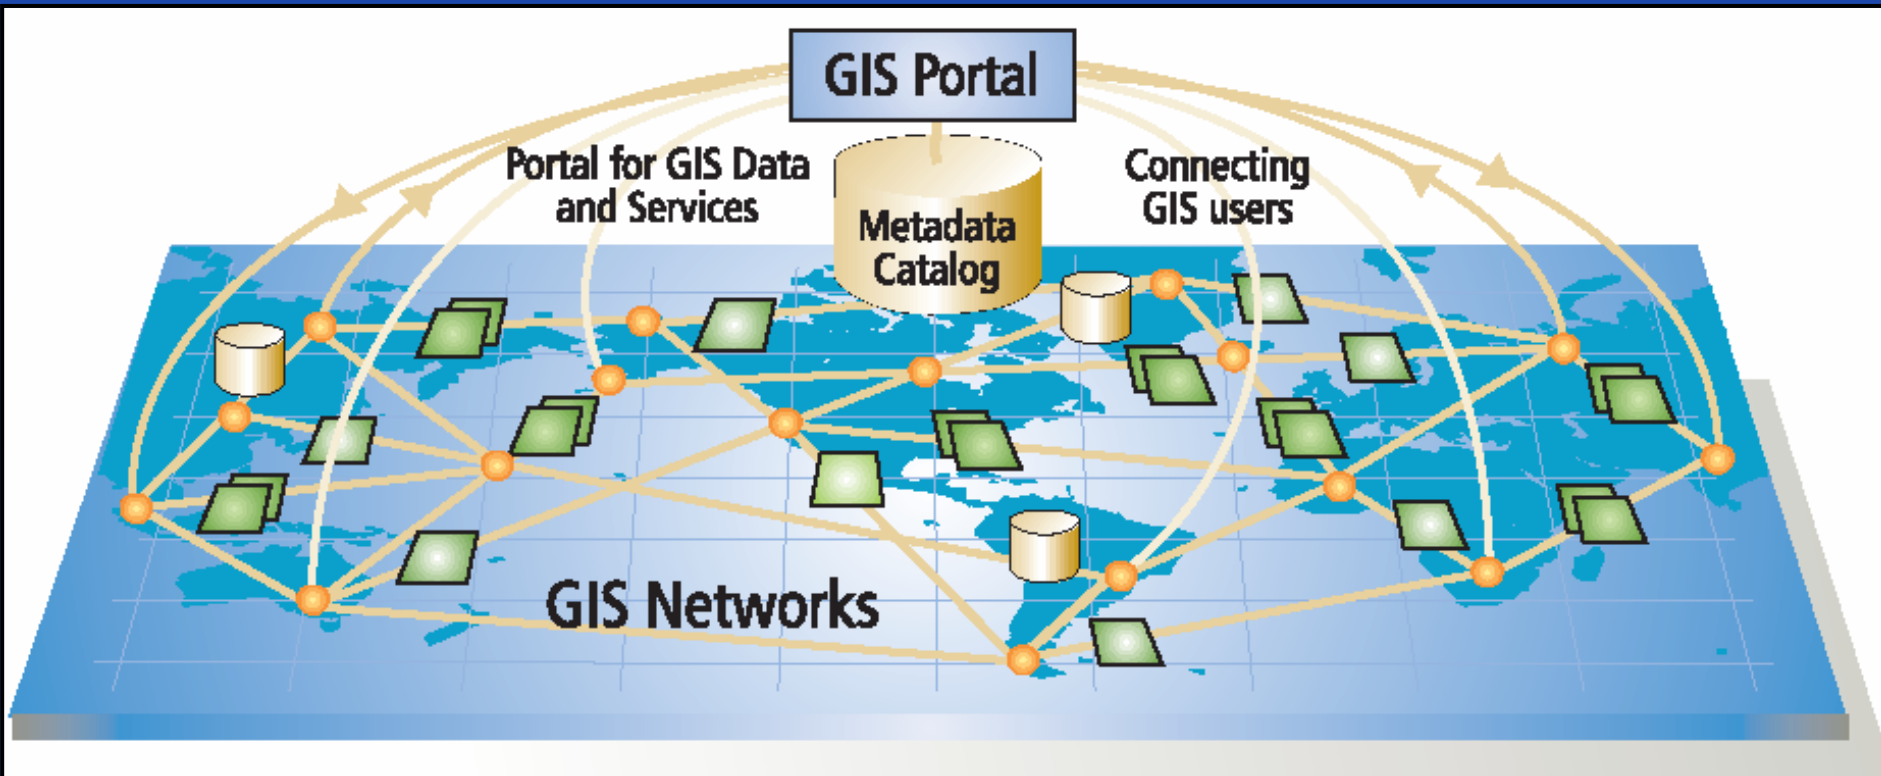 GIS Portal
Portal for GIS Data
and Services
Metadata
Catalog
Connecting
GIS users
GIS Networks